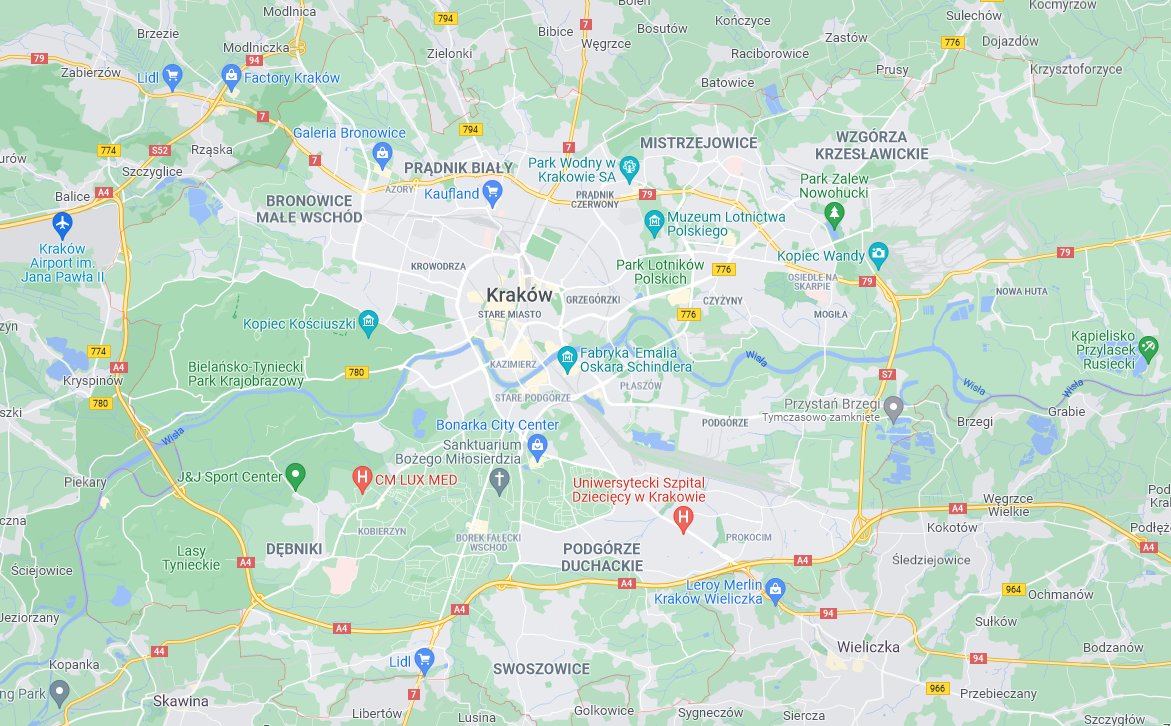 Modlnica
794
Bibice
7
Boleń
Kończyce
Sulechów
Kocmyrzów
Brzezie
Modlniczka
Zielonki
Węgrzce
Bosutów
Zastów
776
Dojazdów
79
94
Raciborowice
Zabierzów
Lidl
Factory Kraków
Batowice
Prusy
Krzysztoforzyce
7
794
Galeria Bronowice
MISTRZEJOWICE
WZGÓRZA
KRZESŁAWICKIE
774
S52
Rząska
7
7
Szczyglice
PRĄDNIK BIAŁY
Park Wodny w
Krakowie SA
Park Zalew
Nowohucki
Balice
A4
AZORY
Kaufland
PRĄDNIK
CZERWONY
79
BRONOWICE
MAŁE WSCHÓD
Muzeum Lotnictwa
Polskiego
Kraków
Airport im.
Jana Pawła II
KROWODRZA
Park Lotników
Polskich
776
Kopiec Wandy
79
OSIEDLE NA
SKARPIE
79
NOWA HUTA
Kraków
GRZEGÓRZKI
CZYŻYNY
STARE MIASTO
776
MOGIŁA
Kopiec Kościuszki
774
A4
Bielańsko-Tyniecki
Park Krajobrazowy
780
KAZIMIERZ
Fabryka "Emalia"
Oskara Schindlera
Wisła
Kąpielisko
Przylasek
Rusiecki
Kryspinów
780
STARE PODGÓRZE
PŁASZÓW
S7
Wisła
Wisła
Przystań Brzegi
Tymczasowo zamknięte
Grabie
Bonarka City Center
PODGÓRZE
Brzegi
Wisła
Sanktuarium
Bożego Miłosierdzia
Piekary
J&J Sport Center
CM LUX MED
Uniwersytecki Szpital
Dziecięcy w Krakowie
Węgrze
Wielkie
A4
KOBIERZYN
BOREK FAŁĘCKI
WSCHÓD
PROKOCIM
Kokotów
A4
Lasy
Tynieckie
DĘBNIKI
PODGÓRZE
DUCHACKIE
A4
A4
Śledziejowice
Ściejowice
A4
Leroy Merlin
Kraków Wieliczka
964
Ochmanów
Jeziorzany
A4
A4
94
Sułków
44
Wieliczka
94
Bodzanów
Kopanka
Lidl
SWOSZOWICE
966
Przebieczany
Skawina
7
Libertów
Lusina
Golkowice
Sygneczów
Siercza
Szczygłów